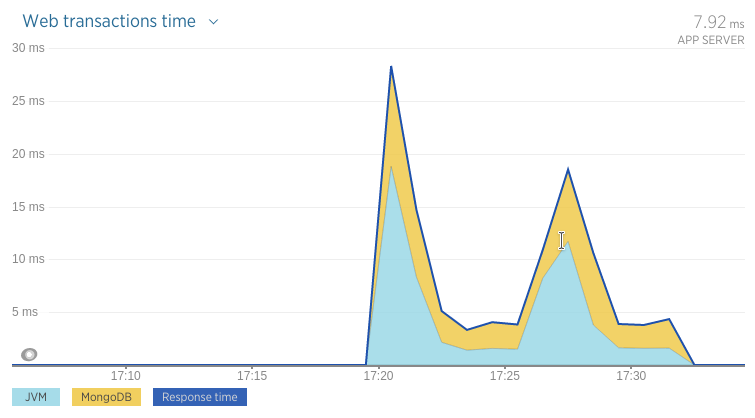 Web transactions time
7.92 ms
APP SERVER
30 ms
25 ms
20 ms
15 ms
10 ms
5 ms
17:10 17:15 17:20 17:25 17:30
JVM MongoDB Response time